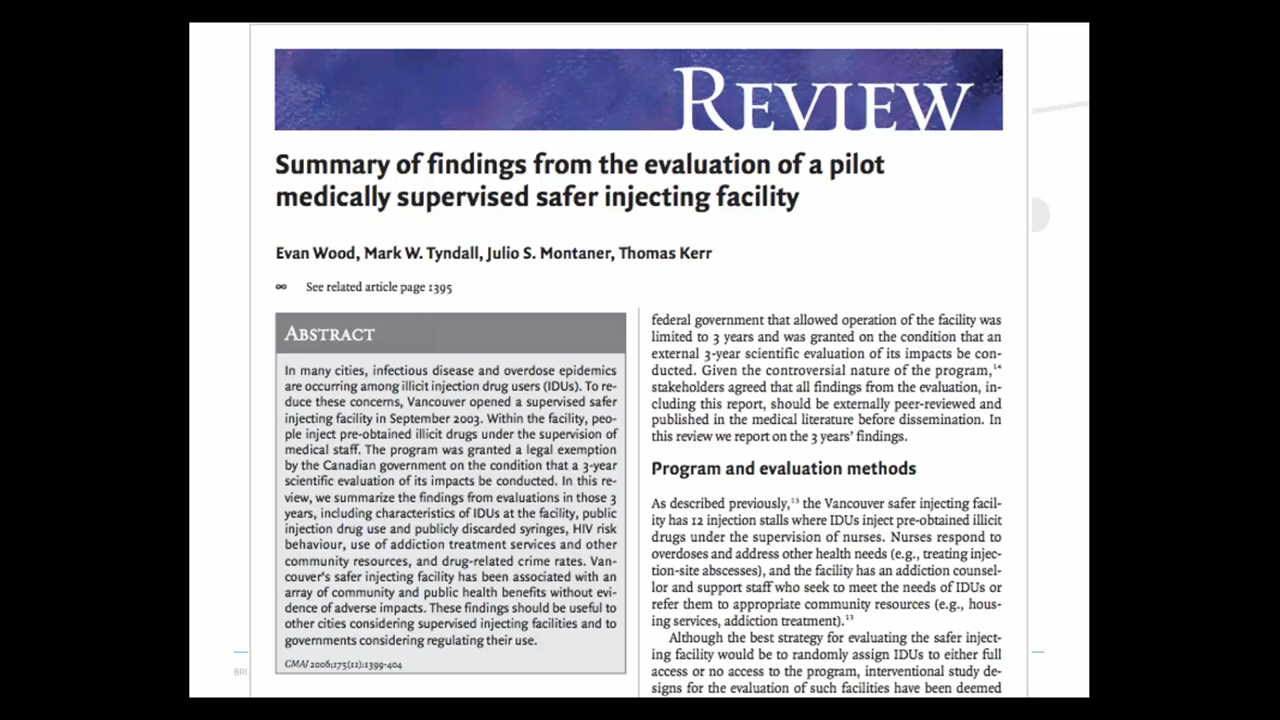 REVIEW
Summary of findings from the evaluation of a pilot
medically supervised safer injecting facility
Evan Wood, Mark W. Tyndall, Julio S. Montaner, Thomas Kerr
∞ See related article page 1395
ABSTRACT
In many cities, infectious disease and overdose epidemics
are occurring among illicit injection drug users (IDUs). To re-
duce these concerns, Vancouver opened a supervised safer
injecting facility in September 2003. Within the facility, peo-
ple inject pre-obtained illicit drugs under the supervision of
medical staff. The program was granted a legal exemption
by the Canadian government on the condition that a 3-year
scientific evaluation of its impacts be conducted. In this re-
view, we summarize the findings from evaluations in those 3
years, including characteristics of IDUs at the facility, public
injection drug use and publicly discarded syringes, HIV risk
behaviour, use of addiction treatment services and other
community resources, and drug-related crime rates. Van-
couver's safer injecting facility has been associated with an
array of community and public health benefits without evi-
dence of adverse impacts. These findings should be useful to
other cities considering supervised injecting facilities and to
governments considering regulating their use.
CMAJ 2006;175(11):1399-404
federal government that allowed operation of the facility was
limited to 3 years and was granted on the condition that an
external 3-year scientific evaluation of its impacts be con-
ducted. Given the controversial nature of the program,¹⁴
stakeholders agreed that all findings from the evaluation, in-
cluding this report, should be externally peer-reviewed and
published in the medical literature before dissemination. In
this review we report on the 3 years' findings.
Program and evaluation methods
As described previously,¹³ the Vancouver safer injecting facil-
ity has 12 injection stalls where IDUs inject pre-obtained illicit
drugs under the supervision of nurses. Nurses respond to
overdoses and address other health needs (e.g., treating injec-
tion-site abscesses), and the facility has an addiction counsel-
lor and support staff who seek to meet the needs of IDUs or
refer them to appropriate community resources (e.g., hous-
ing services, addiction treatment).¹³
Although the best strategy for evaluating the safer inject-
ing facility would be to randomly assign IDUs to either full
access or no access to the program, interventional study de-
signs for the evaluation of such facilities have been deemed
BRI